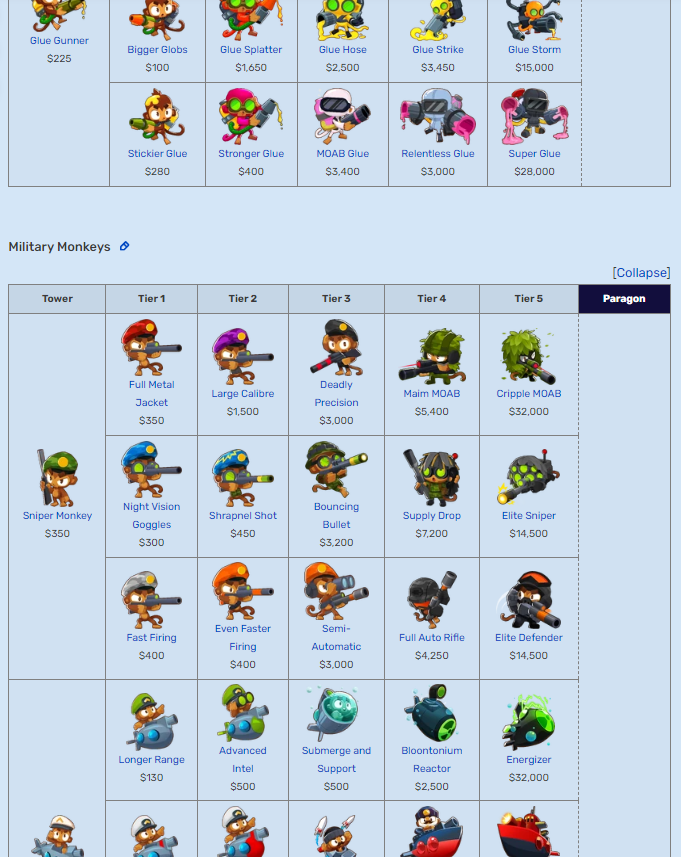 Glue Gunner
$225
Bigger Globs
$100
Glue Splatter
$1,650
Glue Hose
$2,500
Glue Strike
$3,450
Glue Storm
$15,000
Stickier Glue
$280
Stronger Glue
$400
MOAB Glue
$3,400
Relentless Glue
$3,000
Super Glue
$28,000
Military Monkeys
[Collapse]
Tower
Tier 1
Tier 2
Tier 3
Tier 4
Tier 5
Paragon
Sniper Monkey
$350
Full Metal
Jacket
$350
Large Calibre
$1,500
Deadly
Precision
$3,000
Maim MOAB
$5,400
Cripple MOAB
$32,000
Night Vision
Goggles
$300
Shrapnel Shot
$450
Bouncing
Bullet
$3,200
Supply Drop
$7,200
Elite Sniper
$14,500
Fast Firing
$400
Even Faster
Firing
$400
Semi-
Automatic
$3,000
Full Auto Rifle
$4,250
Elite Defender
$14,500
Longer Range
$130
Advanced
Intel
$500
Submerge and
Support
$500
Bloontonium
Reactor
$2,500
Energizer
$32,000